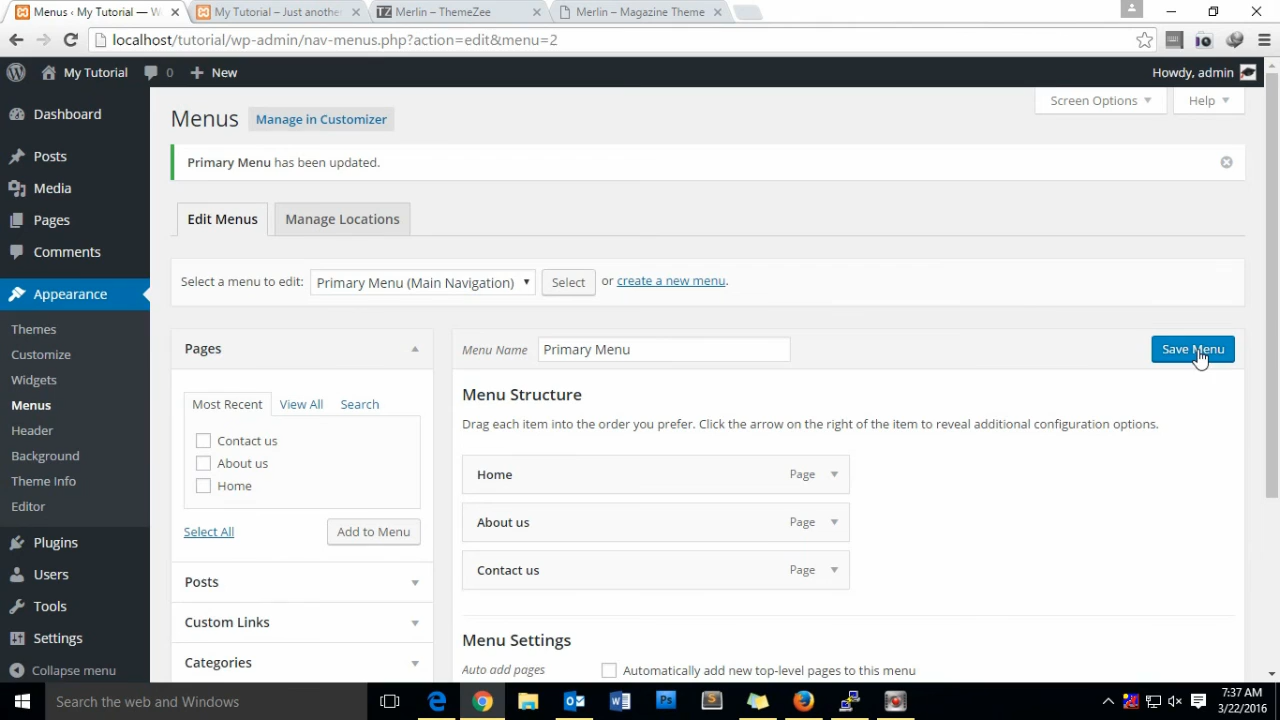 Menus ‹ My Tutorial — W
My Tutorial – Just anothe
Merlin – ThemeZee
Merlin – Magazine Theme
localhost/tutorial/wp-admin/nav-menus.php?action=edit&menu=2
My Tutorial
0
New
Howdy, admin
Dashboard
Posts
Media
Pages
Comments
Appearance
Themes
Customize
Widgets
Menus
Header
Background
Theme Info
Editor
Plugins
Users
Tools
Settings
Collapse menu
Screen Options
Help
Menus
Manage in Customizer
Primary Menu has been updated.
Edit Menus
Manage Locations
Select a menu to edit: Primary Menu (Main Navigation) Select or create a new menu.
Pages
Most Recent View All Search
Contact us
About us
Home
Select All
Add to Menu
Posts
Custom Links
Categories
Menu Name Primary Menu
Save Menu
Menu Structure
Drag each item into the order you prefer. Click the arrow on the right of the item to reveal additional configuration options.
Home Page
About us Page
Contact us Page
Menu Settings
Auto add pages Automatically add new top-level pages to this menu
Search the web and Windows
7:37 AM
3/22/2016